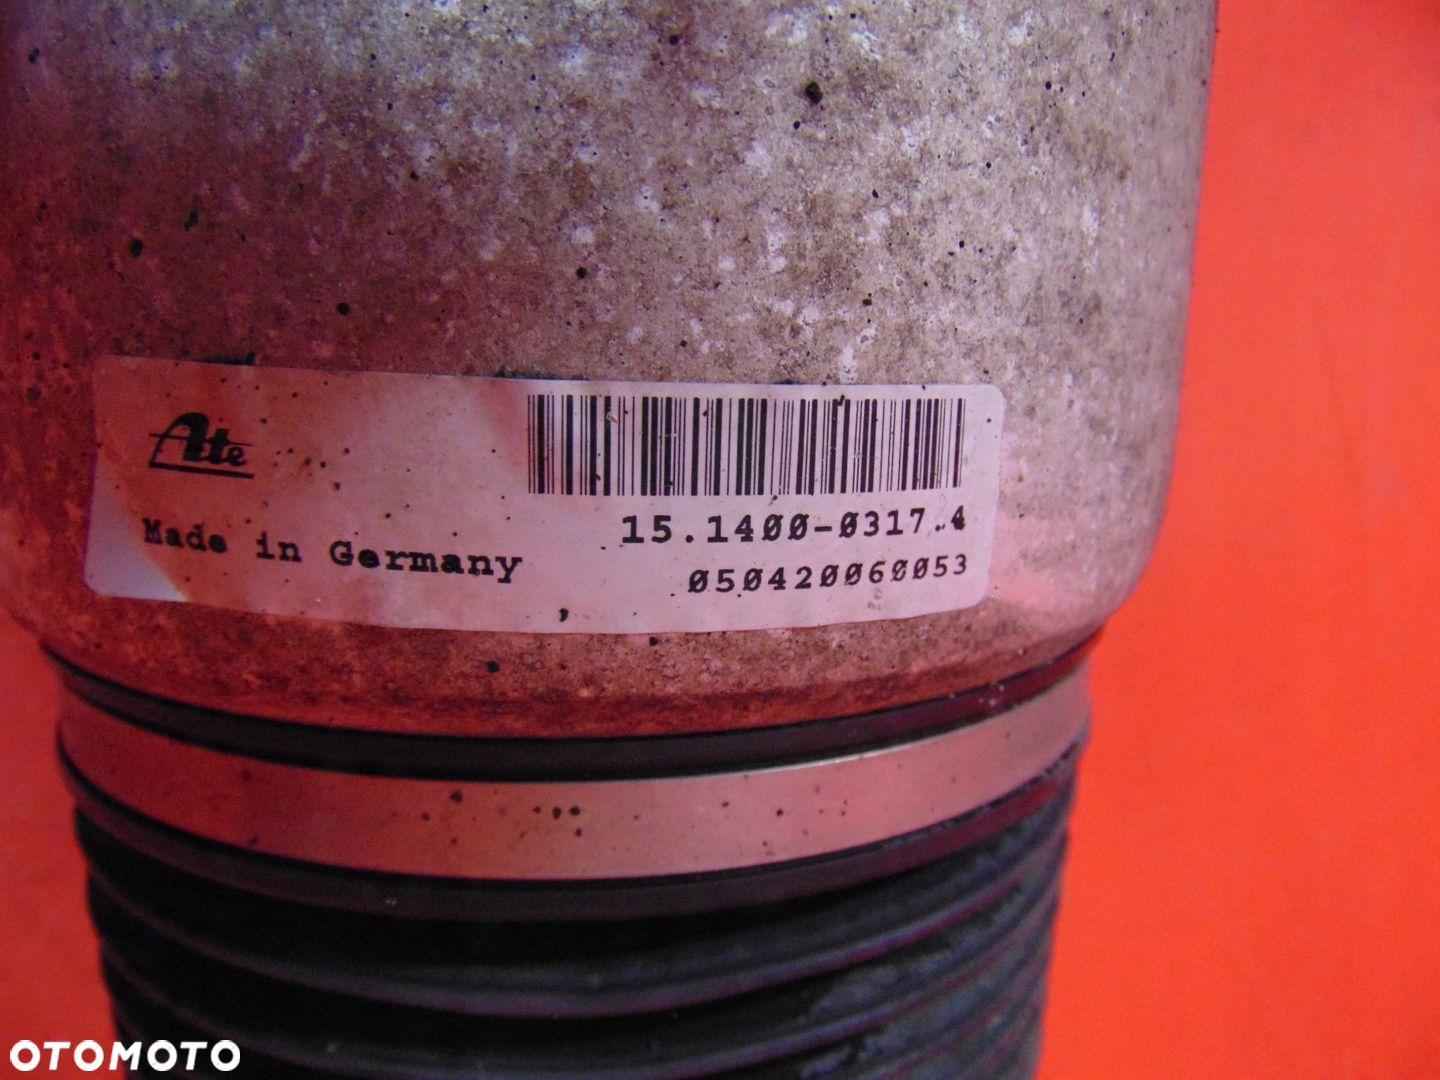 Ate
15.1400-0317.4
Made in Germany
050420060053
OTOMOTO